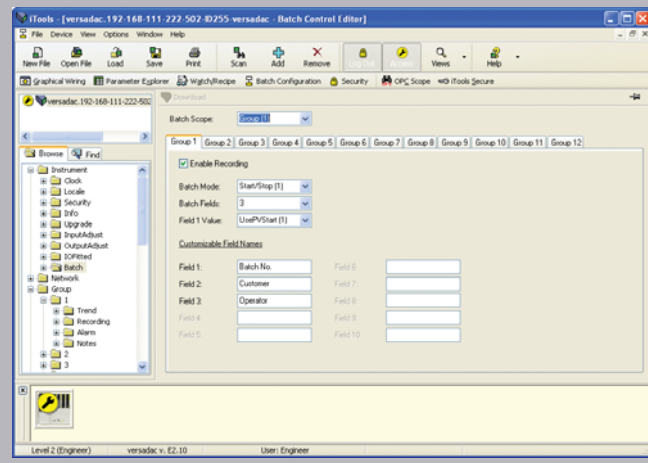 iTools - [versadac.192-168-111-222-502-ID255-versadac - Batch Control Editor]
File Device View Options Window Help
New File Open File Load Save Print Scan Add Remove Log Out Access Views Help
Graphical Wiring Parameter Explorer Watch/Recipe Batch Configuration Security OPC Scope iTools Secure
versadac.192-168-111-222-502
Download
Batch Scope: Group (1)
Browse Find
Group 1 Group 2 Group 3 Group 4 Group 5 Group 6 Group 7 Group 8 Group 9 Group 10 Group 11 Group 12
Instrument
Clock
Locale
Security
Info
Upgrade
InputAdjust
OutputAdjust
IOFitted
Batch
Network
Group
1
Trend
Recording
Alarm
Notes
2
3
Enable Recording
Batch Mode: Start/Stop (1)
Batch Fields: 3
Field 1 Value: UsePVStart (1)
Customizable Field Names
Field 1: Batch No. Field 6:
Field 2: Customer Field 7:
Field 3: Operator Field 8:
Field 4: Field 9:
Field 5: Field 10:
Level 2 (Engineer) versadac v. E2.10 User: Engineer